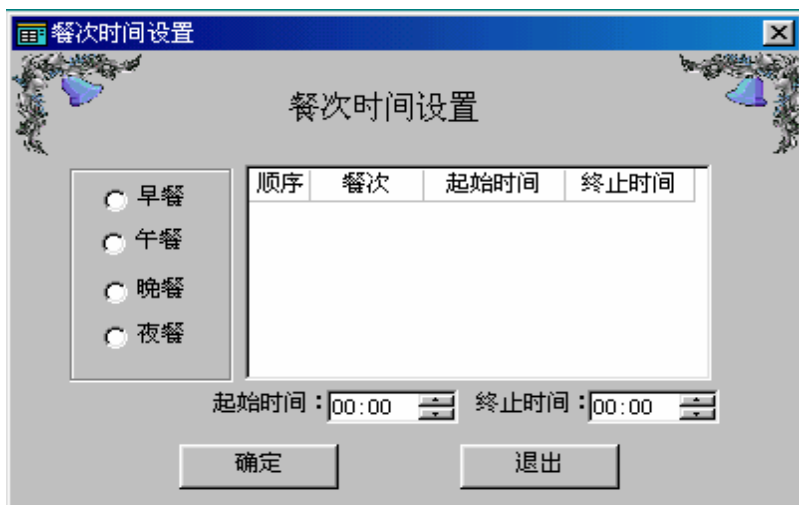 餐次时间设置
餐次时间设置
顺序 餐次 起始时间 终止时间
早餐
午餐
晚餐
夜餐
起始时间：00:00 终止时间：00:00
确定 退出